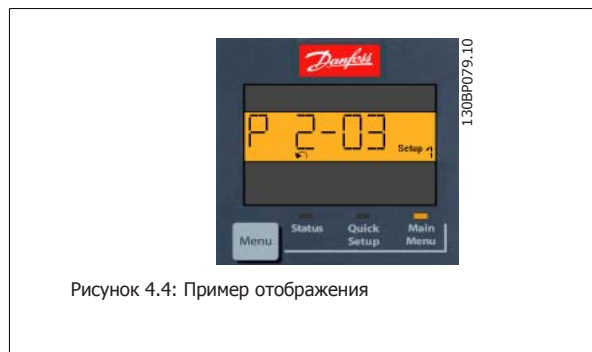 Danfoss
130BP079.10
P 2-03
Setup 1
Status
Quick
Setup
Main
Menu
Menu
Рисунок 4.4: Пример отображения